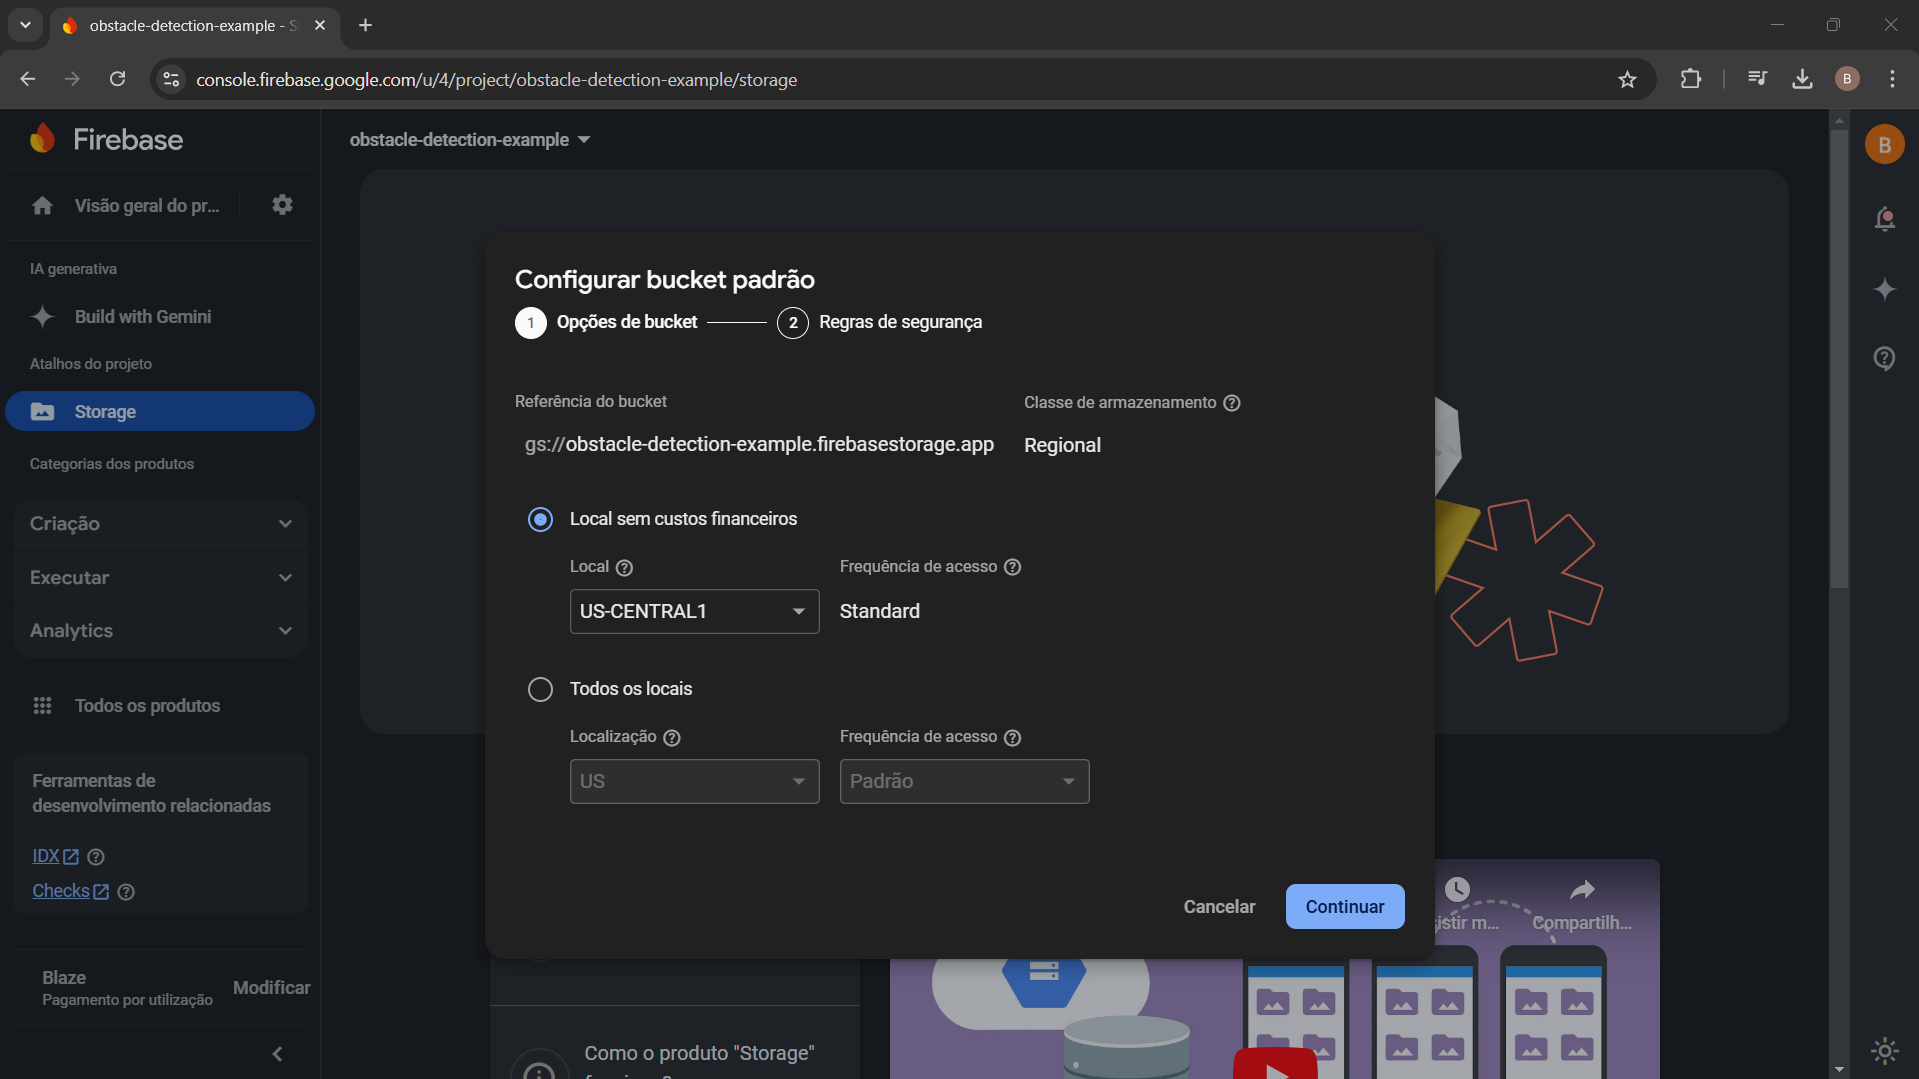 obstacle-detection-example - S
console.firebase.google.com/u/4/project/obstacle-detection-example/storage
B
Firebase
obstacle-detection-example
B
Visão geral do pr...
IA generativa
Build with Gemini
Atalhos do projeto
Storage
Categorias dos produtos
Criação
Executar
Analytics
Todos os produtos
Ferramentas de
desenvolvimento relacionadas
IDX
Checks
Blaze
Pagamento por utilização
Modificar
Configurar bucket padrão
1 Opções de bucket 2 Regras de segurança
Referência do bucket
Classe de armazenamento
gs://obstacle-detection-example.firebasestorage.app
Regional
Local sem custos financeiros
Local
Frequência de acesso
US-CENTRAL1
Standard
Todos os locais
Localização
Frequência de acesso
US
Padrão
Cancelar
Continuar
istir m...
Compartilh...
Como o produto "Storage"